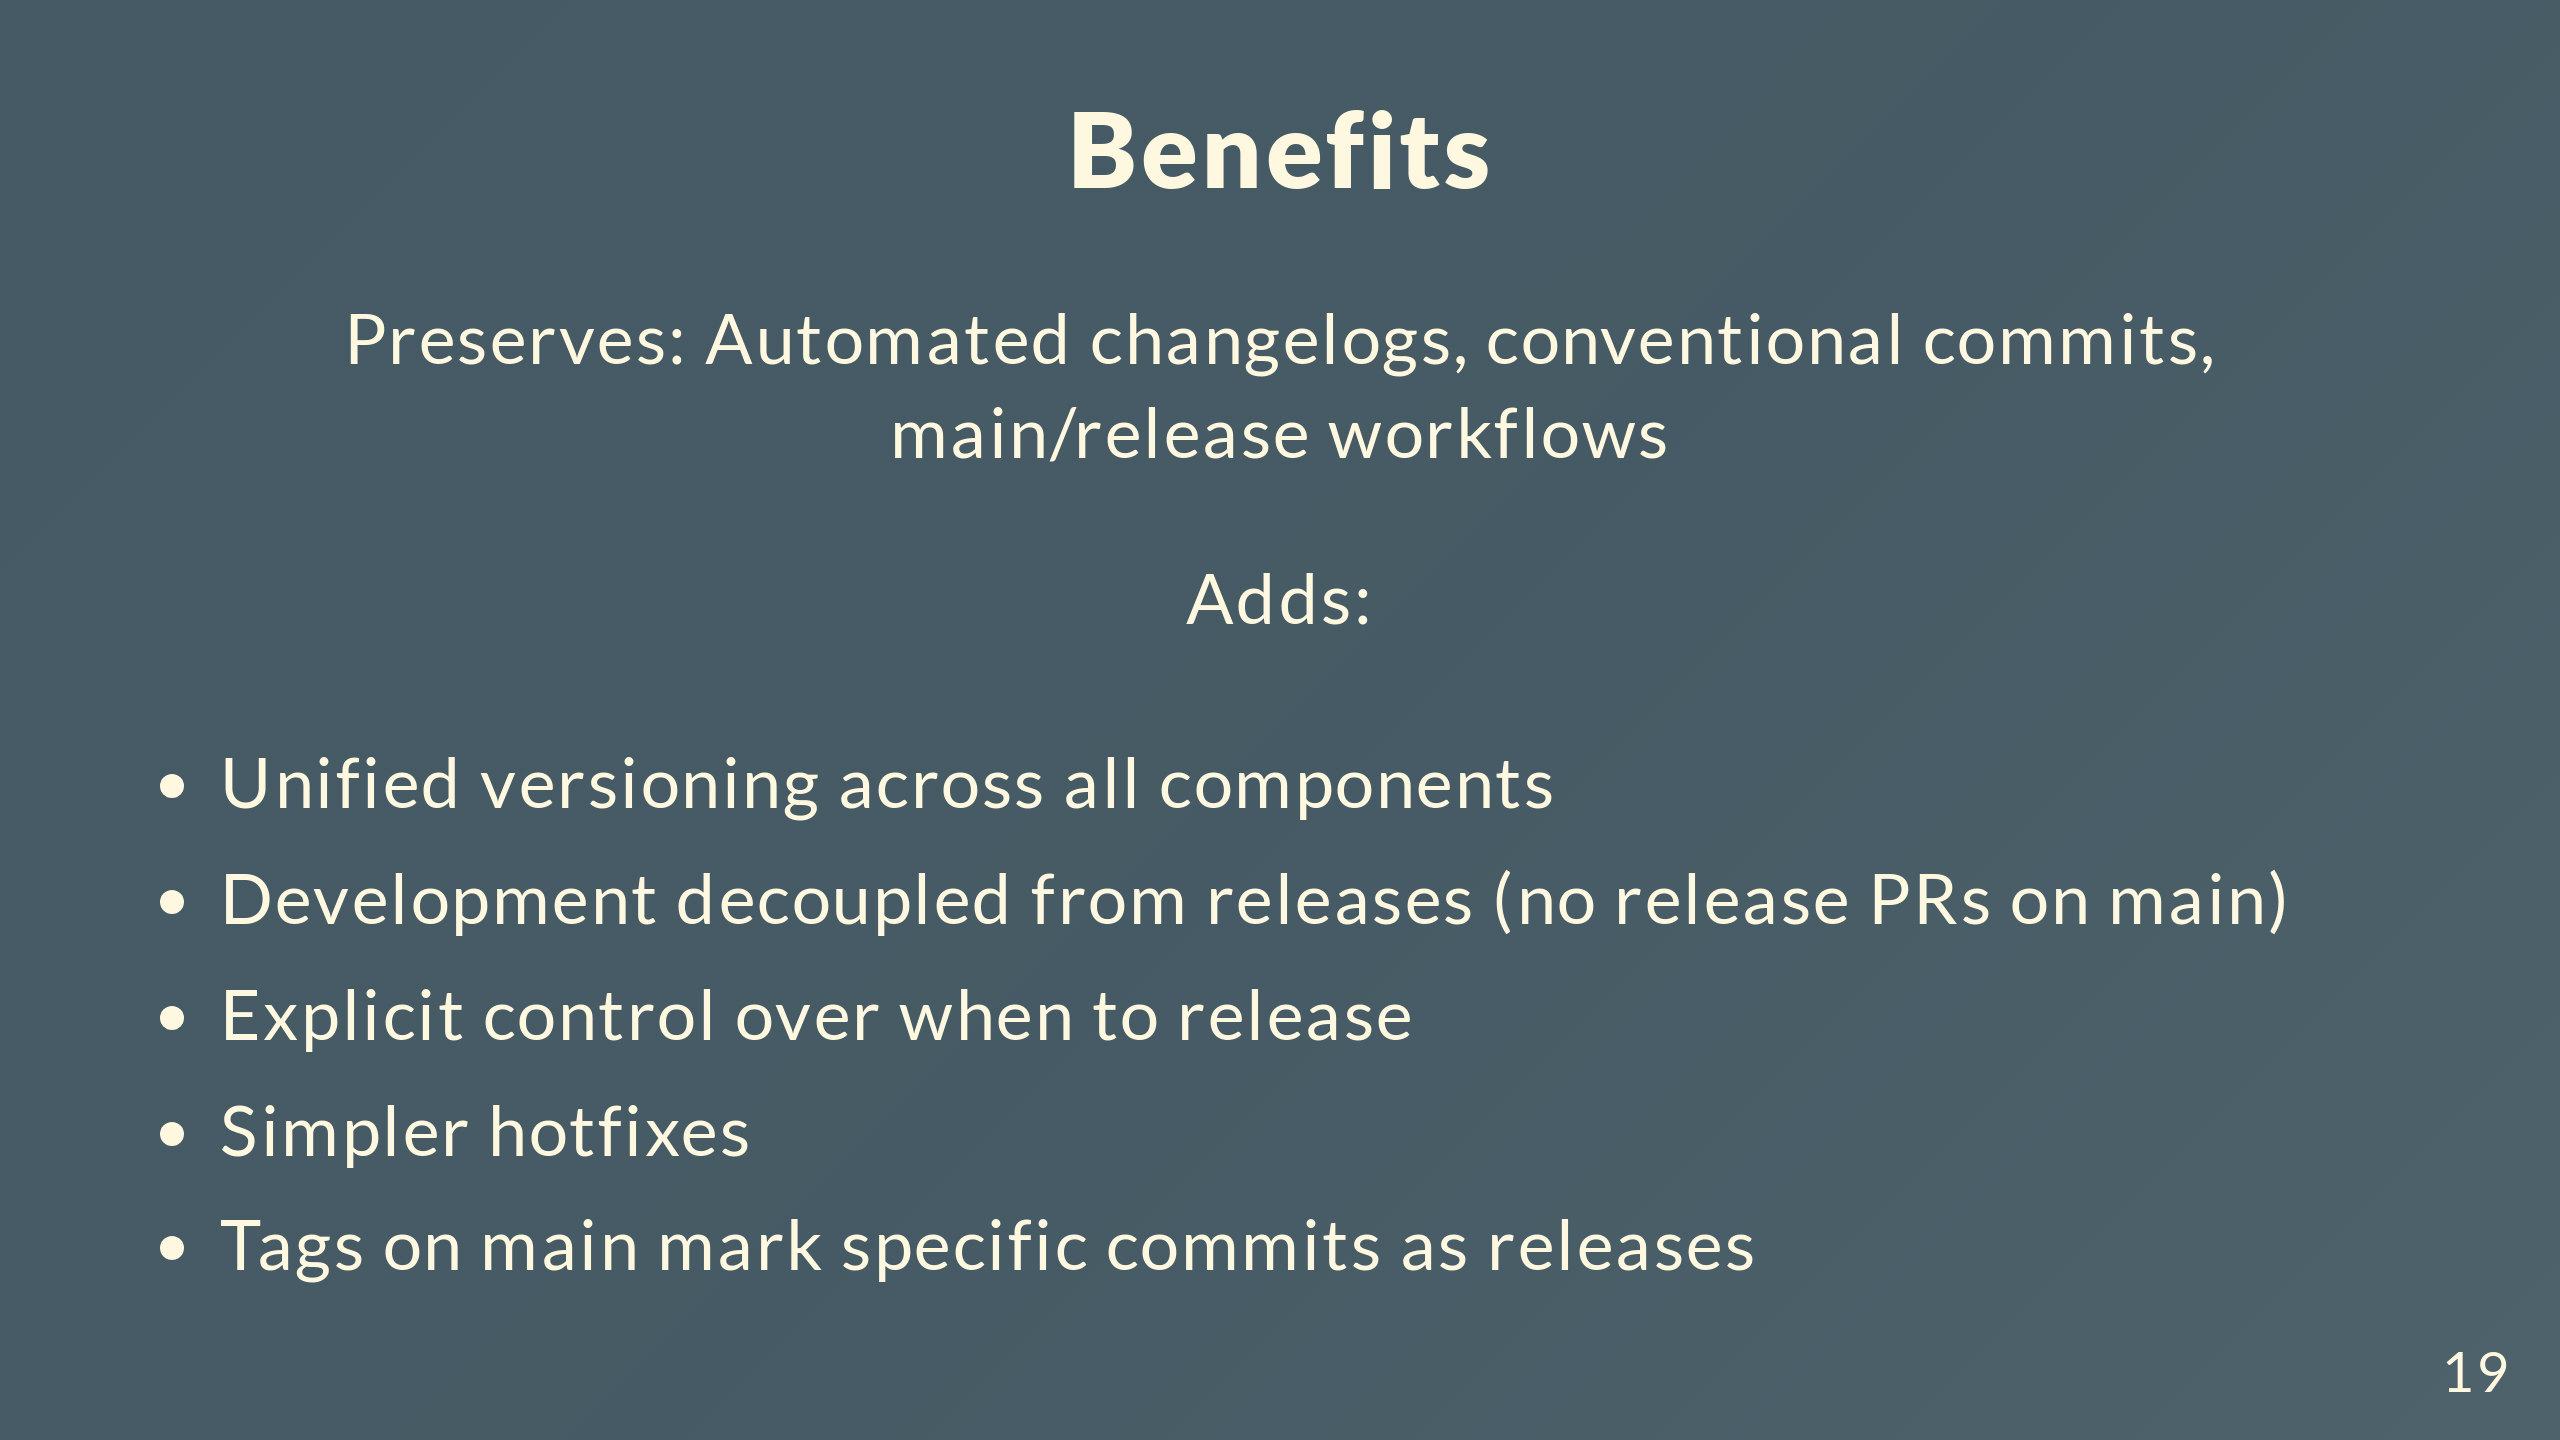 Benefits
Preserves: Automated changelogs, conventional commits,
main/release workflows
Adds:
• Unified versioning across all components
• Development decoupled from releases (no release PRs on main)
• Explicit control over when to release
• Simpler hotfixes
• Tags on main mark specific commits as releases
19